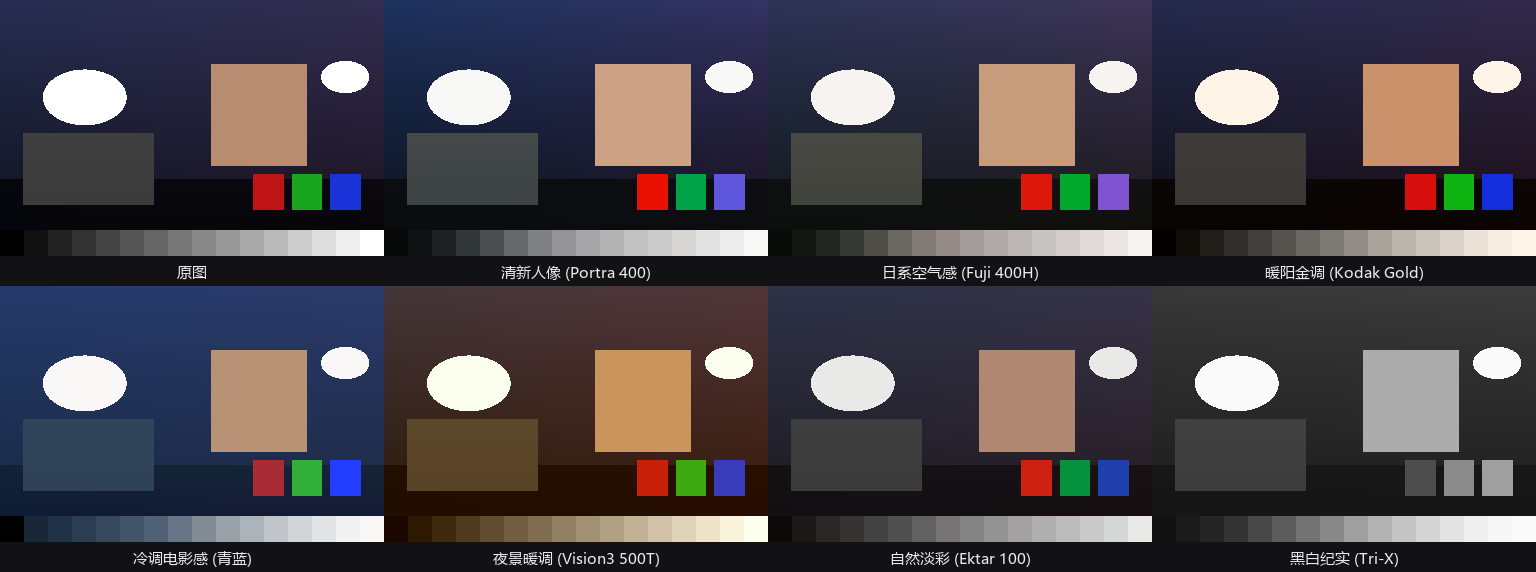 原图
清新人像 (Portra 400)
日系空气感 (Fuji 400H)
暖阳金调 (Kodak Gold)
冷调电影感 (青蓝)
夜景暖调 (Vision3 500T)
自然淡彩 (Ektar 100)
黑白纪实 (Tri-X)